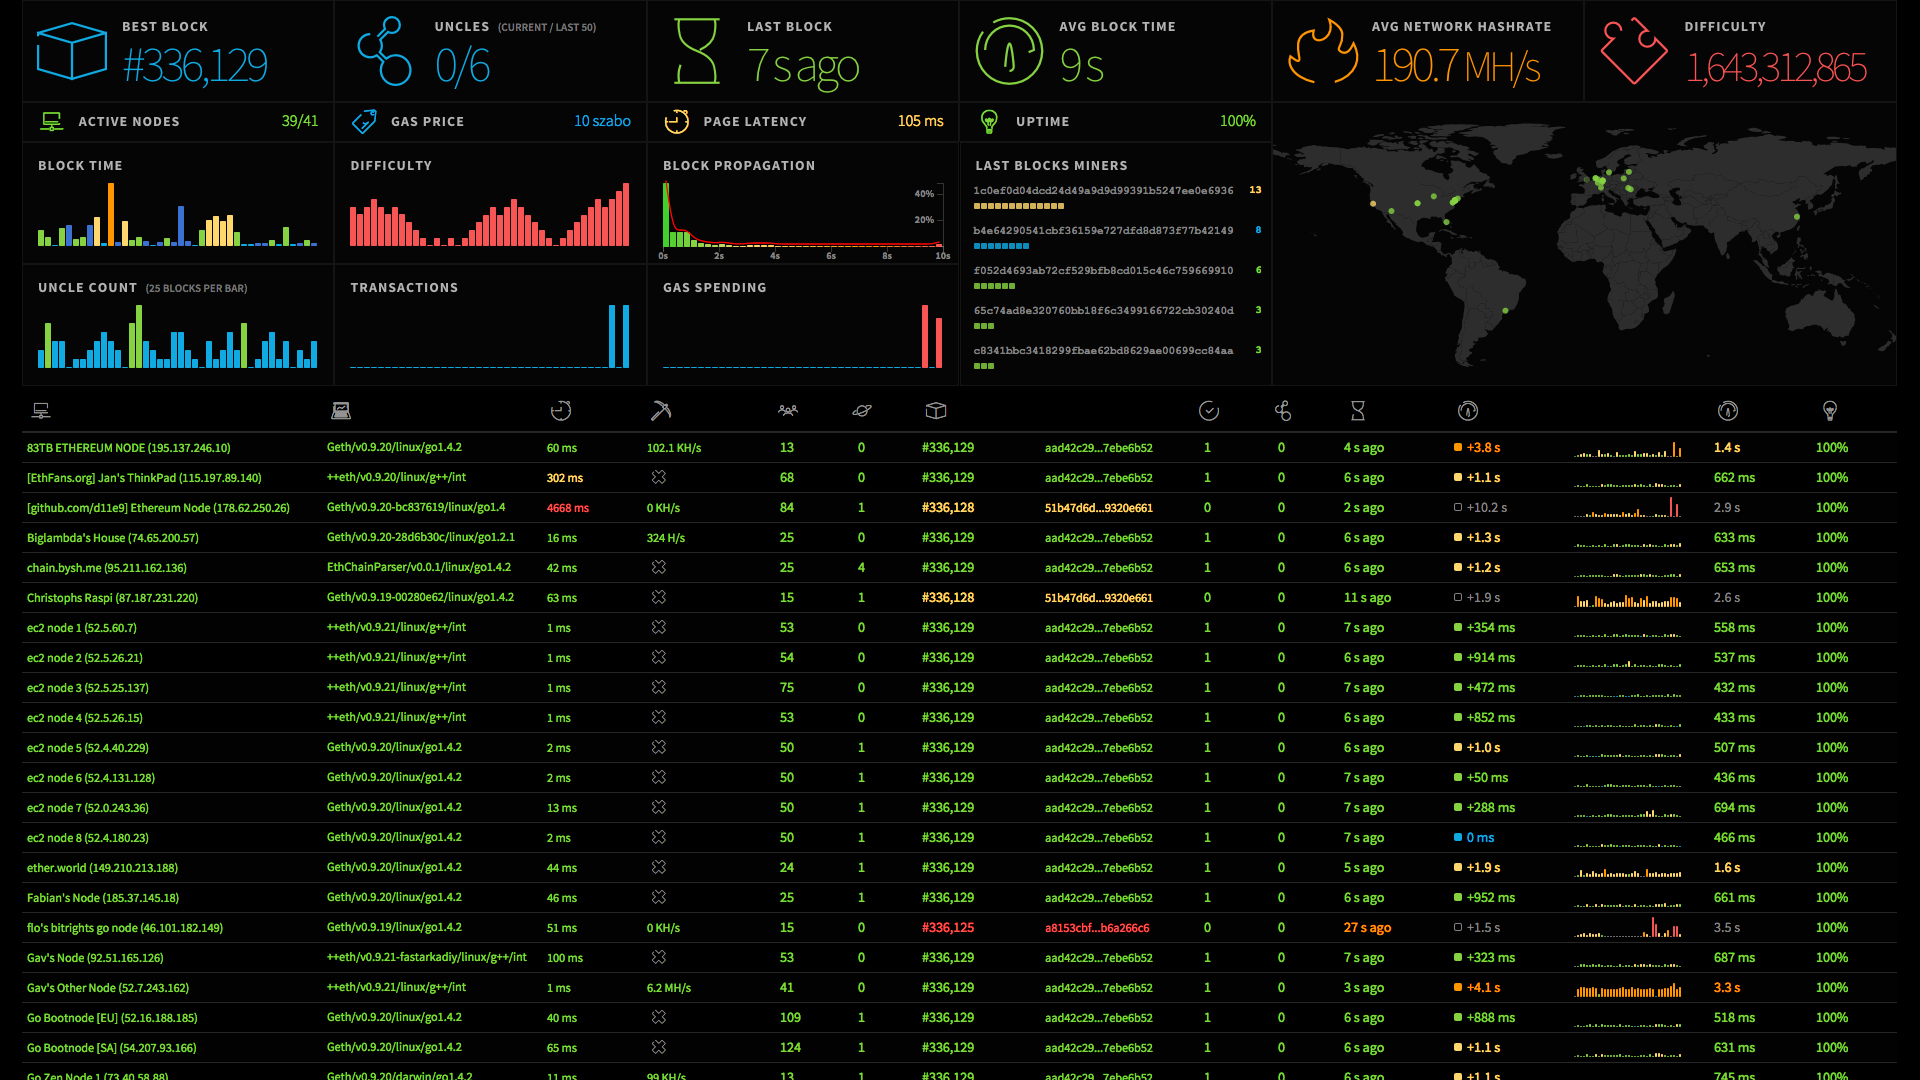 BEST BLOCK
#336,129
UNCLES (CURRENT / LAST 50)
0/6
LAST BLOCK
7 s ago
AVG BLOCK TIME
9 s
AVG NETWORK HASHRATE
190.7 MH/s
DIFFICULTY
1,643,312,865
ACTIVE NODES 39/41
GAS PRICE 10 szabo
PAGE LATENCY 105 ms
UPTIME 100%
BLOCK TIME
DIFFICULTY
BLOCK PROPAGATION
40%
20%
0s 2s 4s 6s 8s 10s
LAST BLOCKS MINERS
1c0ef0d04dcd24d49a9d9d99391b5247ee0e6936 13
b4e64290541cbf36159e727dfd8d873f77b42149 8
f052d4693ab72cf529bfb8cd015c46c759669910 6
65c74ad8e320760bb18f6c3499166722cb30240d 3
c8341bbc3418299fbae62bd8629ae00699cc84aa 3
UNCLE COUNT (25 BLOCKS PER BAR)
TRANSACTIONS
GAS SPENDING
83TB ETHEREUM NODE (195.137.246.10) Geth/v0.9.20/linux/go1.4.2 60 ms 102.1 KH/s 13 0 #336,129 aad42c29...7ebe6b52 1 0 4 s ago +3.8 s 1.4 s 100%
[EthFans.org] Jan's ThinkPad (115.197.89.140) ++eth/v0.9.20/linux/g++/int 302 ms 68 0 #336,129 aad42c29...7ebe6b52 1 0 6 s ago +1.1 s 662 ms 100%
[github.com/d11e9] Ethereum Node (178.62.250.26) Geth/v0.9.20-bc837619/linux/go1.4 4668 ms 0 KH/s 84 1 #336,128 51b47d6d...9320e661 0 0 2 s ago +10.2 s 2.9 s 100%
Biglambda's House (74.65.200.57) Geth/v0.9.20-28d6b30c/linux/go1.2.1 16 ms 324 H/s 25 0 #336,129 aad42c29...7ebe6b52 1 0 6 s ago +1.3 s 633 ms 100%
chain.bysh.me (95.211.162.136) EthChainParser/v0.0.1/linux/go1.4.2 42 ms 25 4 #336,129 aad42c29...7ebe6b52 1 0 6 s ago +1.2 s 653 ms 100%
Christophs Raspi (87.187.231.220) Geth/v0.9.19-00280e62/linux/go1.4.2 63 ms 15 1 #336,128 51b47d6d...9320e661 0 0 11 s ago +1.9 s 2.6 s 100%
ec2 node 1 (52.5.60.7) ++eth/v0.9.21/linux/g++/int 1 ms 53 0 #336,129 aad42c29...7ebe6b52 1 0 7 s ago +354 ms 558 ms 100%
ec2 node 2 (52.5.26.21) ++eth/v0.9.21/linux/g++/int 1 ms 54 0 #336,129 aad42c29...7ebe6b52 1 0 6 s ago +914 ms 537 ms 100%
ec2 node 3 (52.5.25.137) ++eth/v0.9.21/linux/g++/int 1 ms 75 0 #336,129 aad42c29...7ebe6b52 1 0 7 s ago +472 ms 432 ms 100%
ec2 node 4 (52.5.26.15) ++eth/v0.9.21/linux/g++/int 1 ms 53 0 #336,129 aad42c29...7ebe6b52 1 0 6 s ago +852 ms 433 ms 100%
ec2 node 5 (52.4.40.229) Geth/v0.9.20/linux/go1.4.2 2 ms 50 1 #336,129 aad42c29...7ebe6b52 1 0 6 s ago +1.0 s 507 ms 100%
ec2 node 6 (52.4.131.128) Geth/v0.9.20/linux/go1.4.2 2 ms 50 1 #336,129 aad42c29...7ebe6b52 1 0 7 s ago +50 ms 436 ms 100%
ec2 node 7 (52.0.243.36) Geth/v0.9.20/linux/go1.4.2 13 ms 50 1 #336,129 aad42c29...7ebe6b52 1 0 7 s ago +288 ms 694 ms 100%
ec2 node 8 (52.4.180.23) Geth/v0.9.20/linux/go1.4.2 2 ms 50 1 #336,129 aad42c29...7ebe6b52 1 0 7 s ago 0 ms 466 ms 100%
ether.world (149.210.213.188) Geth/v0.9.20/linux/go1.4.2 44 ms 24 1 #336,129 aad42c29...7ebe6b52 1 0 5 s ago +1.9 s 1.6 s 100%
Fabian's Node (185.37.145.18) Geth/v0.9.20/linux/go1.4.2 46 ms 25 1 #336,129 aad42c29...7ebe6b52 1 0 6 s ago +952 ms 661 ms 100%
flo's bitrights go node (46.101.182.149) Geth/v0.9.19/linux/go1.4.2 51 ms 0 KH/s 15 0 #336,125 a8153cbf...b6a266c6 0 0 27 s ago +1.5 s 3.5 s 100%
Gav's Node (92.51.165.126) ++eth/v0.9.21-fastarkadiy/linux/g++/int 100 ms 53 0 #336,129 aad42c29...7ebe6b52 1 0 7 s ago +323 ms 687 ms 100%
Gav's Other Node (52.7.243.162) ++eth/v0.9.21/linux/g++/int 1 ms 6.2 MH/s 41 0 #336,129 aad42c29...7ebe6b52 1 0 3 s ago +4.1 s 3.3 s 100%
Go Bootnode [EU] (52.16.188.185) Geth/v0.9.20/linux/go1.4.2 40 ms 109 1 #336,129 aad42c29...7ebe6b52 1 0 6 s ago +888 ms 518 ms 100%
Go Bootnode [SA] (54.207.93.166) Geth/v0.9.20/linux/go1.4.2 65 ms 124 1 #336,129 aad42c29...7ebe6b52 1 0 6 s ago +1.1 s 631 ms 100%
Go Zen Node 1 (73.40.58.88) Geth/v0.9.20/darwin/go1.4.2 11 ms 99 KH/s 13 1 #336,129 aad42c29...7ebe6b52 1 0 6 s ago +1.1 s 745 ms 100%